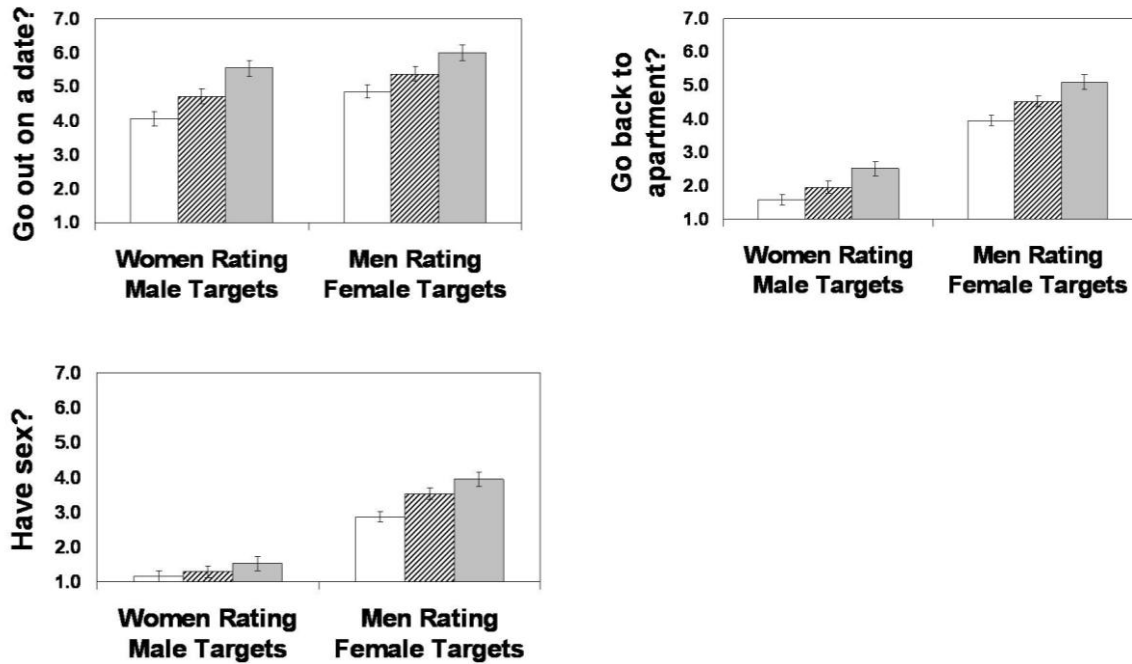 Go out on a date?
7.0
6.0
5.0
4.0
3.0
2.0
1.0
Women Rating
Male Targets
Men Rating
Female Targets
Go back to
apartment?
7.0
6.0
5.0
4.0
3.0
2.0
1.0
Women Rating
Male Targets
Men Rating
Female Targets
Have sex?
7.0
6.0
5.0
4.0
3.0
2.0
1.0
Women Rating
Male Targets
Men Rating
Female Targets